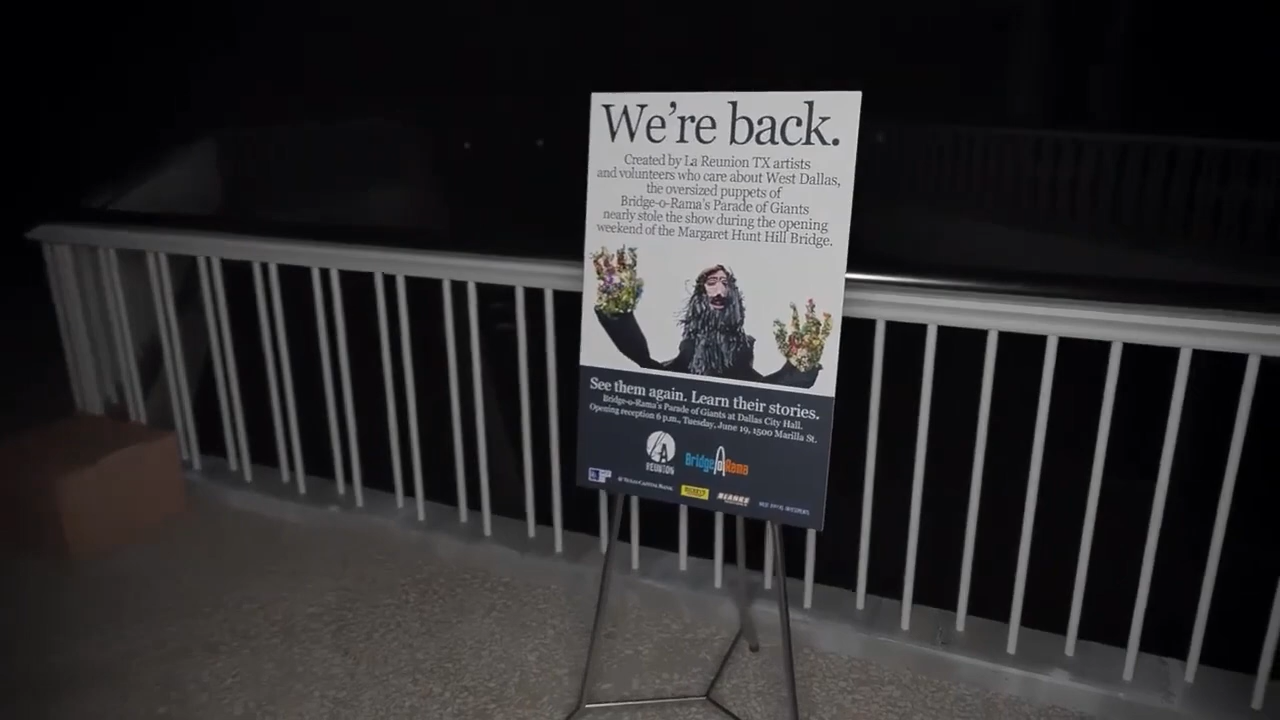 We're back.
Created by La Reunion TX artists
and volunteers who care about West Dallas,
the oversized puppets of
Bridge-o-Rama's Parade of Giants
nearly stole the show during the opening
weekend of the Margaret Hunt Hill Bridge.
See them again. Learn their stories.
Bridge-o-Rama's Parade of Giants at Dallas City Hall.
Opening reception 6 p.m., Tuesday, June 19, 1500 Marilla St.
REUNION
Bridge o Rama